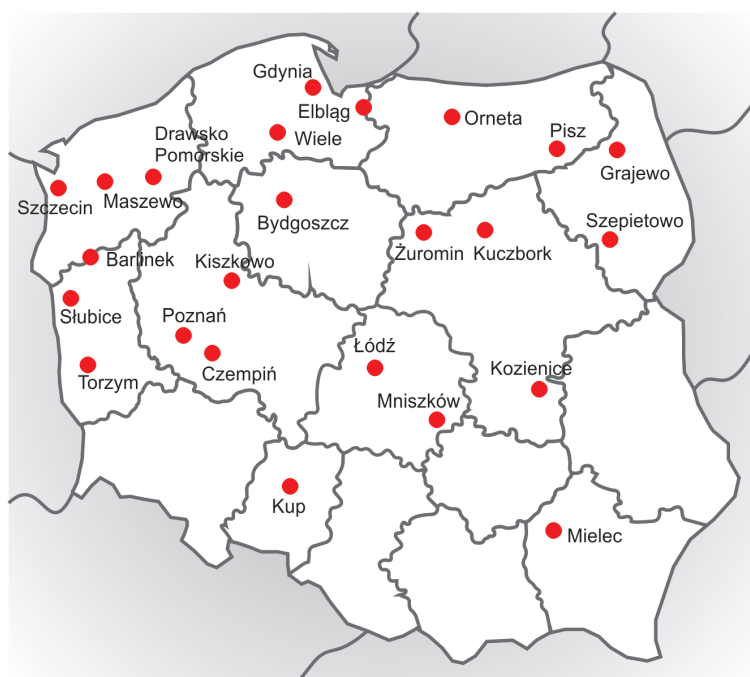 Gdynia
Elbląg
Orneta
Drawsko
Pomorskie
Wiele
Pisz
Grajewo
Szczecin
Maszewo
Bydgoszcz
Szepietowo
Żuromin
Kuczbork
Barlinek
Kiszkowo
Słubice
Poznań
Łódź
Czempiń
Kozienice
Torzym
Mniszków
Kup
Mielec